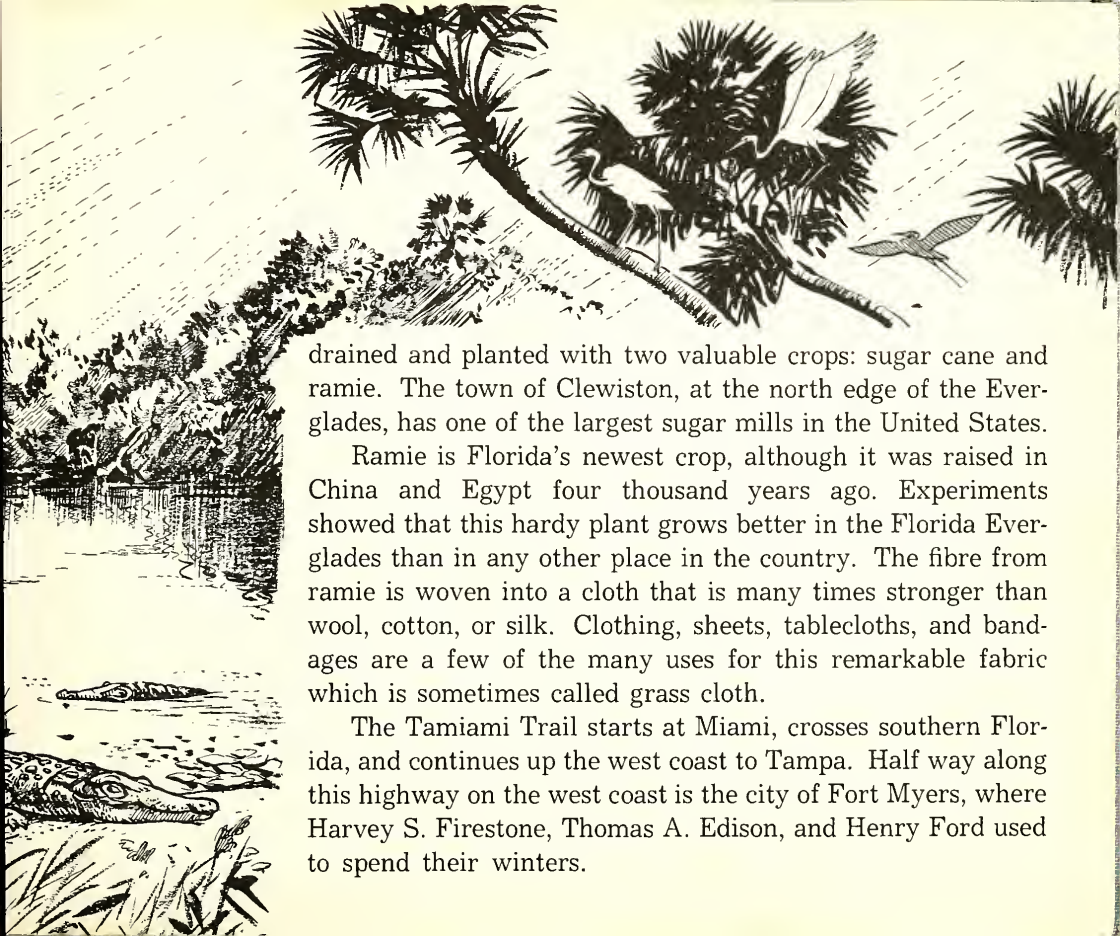 drained and planted with two valuable crops: sugar cane and
ramie. The town of Clewiston, at the north edge of the Ever-
glades, has one of the largest sugar mills in the United States.
Ramie is Florida's newest crop, although it was raised in
China and Egypt four thousand years ago. Experiments
showed that this hardy plant grows better in the Florida Ever-
glades than in any other place in the country. The fibre from
ramie is woven into a cloth that is many times stronger than
wool, cotton, or silk. Clothing, sheets, tablecloths, and band-
ages are a few of the many uses for this remarkable fabric
which is sometimes called grass cloth.
The Tamiami Trail starts at Miami, crosses southern Flor-
ida, and continues up the west coast to Tampa. Half way along
this highway on the west coast is the city of Fort Myers, where
Harvey S. Firestone, Thomas A. Edison, and Henry Ford used
to spend their winters.